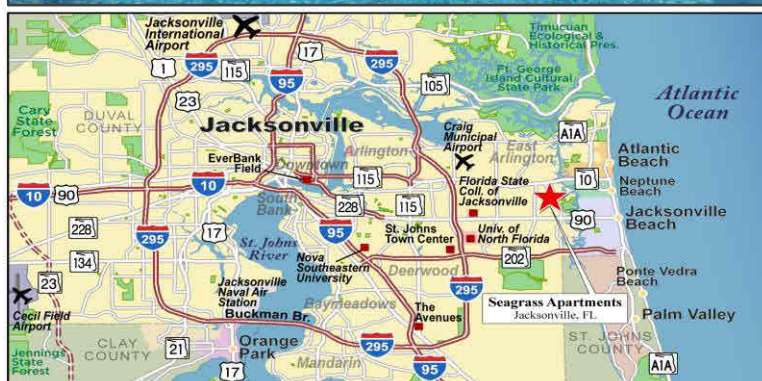 Jacksonville
International
Airport
17
Timucuan
Ecological &
Historical Pres.
1
295
115
95
295
Ft. George
Island Cultural
State Park
105
Atlantic
Ocean
23
Cary
State
Forest
DUVAL
COUNTY
Jacksonville
Craig
Municipal
Airport
A1A
East
Arlington
Atlantic
Beach
EverBank
Field
Downtown
Arlington
10
Neptune
Beach
10
90
10
115
Florida State
Coll. of
Jacksonville
South
Bank
228
115
90
Jacksonville
Beach
228
295
17
St. Johns
River
95
St. Johns
Town Center
Univ. of
North Florida
134
Nova
Southeastern
University
Deerwood
202
23
Jacksonville
Naval Air
Station
295
Ponte Vedra
Beach
Cecil Field
Airport
Baymeadows
The
Avenues
Seagrass Apartments
Jacksonville, FL
Palm Valley
Buckman Br.
CLAY
COUNTY
21
Orange
Park
295
ST. JOHNS
COUNTY
Jennings
State
Forest
17
Mandarin
95
A1A